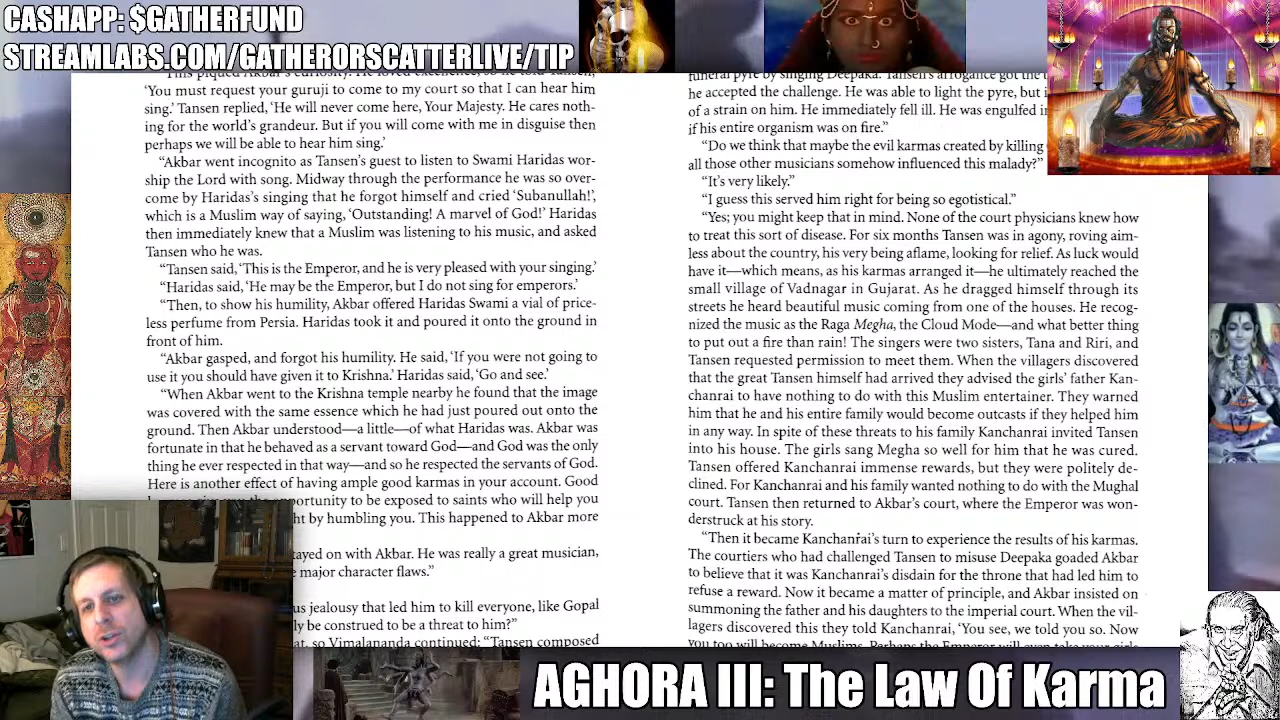 CASHAPP: $GATHERFUND
STREAMLABS.COM/GATHERORSCATTERLIVE/TIP
This piqued Akbar's curiosity. He loved excellence, so he told Tansen,
'You must request your guruji to come to my court so that I can hear him
sing.' Tansen replied, 'He will never come here, Your Majesty. He cares noth-
ing for the world's grandeur. But if you will come with me in disguise then
perhaps we will be able to hear him sing.'
"Akbar went incognito as Tansen's guest to listen to Swami Haridas wor-
ship the Lord with song. Midway through the performance he was so over-
come by Haridas's singing that he forgot himself and cried 'Subanullah!',
which is a Muslim way of saying, 'Outstanding! A marvel of God!' Haridas
then immediately knew that a Muslim was listening to his music, and asked
Tansen who he was.
"Tansen said, 'This is the Emperor, and he is very pleased with your singing.'
"Haridas said, 'He may be the Emperor, but I do not sing for emperors.'
"Then, to show his humility, Akbar offered Haridas Swami a vial of price-
less perfume from Persia. Haridas took it and poured it onto the ground in
front of him.
"Akbar gasped, and forgot his humility. He said, 'If you were not going to
use it you should have given it to Krishna.' Haridas said, 'Go and see.'
"When Akbar went to the Krishna temple nearby he found that the image
was covered with the same essence which he had just poured out onto the
ground. Then Akbar understood—a little—of what Haridas was. Akbar was
fortunate in that he behaved as a servant toward God—and God was the only
thing he ever respected in that way—and so he respected the servants of God.
Here is another effect of having ample good karmas in your account. Good
opportunity to be exposed to saints who will help you
by humbling you. This happened to Akbar more
stayed on with Akbar. He was really a great musician,
major character flaws."
jealousy that led him to kill everyone, like Gopal
be construed to be a threat to him?"
so Vimalananda continued: "Tansen composed
funeral pyre by singing Deepaka. Tansen's arrogance got the
he accepted the challenge. He was able to light the pyre, but
of a strain on him. He immediately fell ill. He was engulfed
if his entire organism was on fire."
"Do we think that maybe the evil karmas created by killing
all those other musicians somehow influenced this malady?"
"It's very likely."
"I guess this served him right for being so egotistical."
"Yes; you might keep that in mind. None of the court physicians knew how
to treat this sort of disease. For six months Tansen was in agony, roving aim-
less about the country, his very being aflame, looking for relief. As luck would
have it—which means, as his karmas arranged it—he ultimately reached the
small village of Vadnagar in Gujarat. As he dragged himself through its
streets he heard beautiful music coming from one of the houses. He recog-
nized the music as the Raga Megha, the Cloud Mode—and what better thing
to put out a fire than rain! The singers were two sisters, Tana and Riri, and
Tansen requested permission to meet them. When the villagers discovered
that the great Tansen himself had arrived they advised the girls' father Kan-
chanrai to have nothing to do with this Muslim entertainer. They warned
him that he and his entire family would become outcasts if they helped him
in any way. In spite of these threats to his family Kanchanrai invited Tansen
into his house. The girls sang Megha so well for him that he was cured.
Tansen offered Kanchanrai immense rewards, but they were politely de-
clined. For Kanchanrai and his family wanted nothing to do with the Mughal
court. Tansen then returned to Akbar's court, where the Emperor was won-
derstruck at his story.
"Then it became Kanchanrai's turn to experience the results of his karmas.
The courtiers who had challenged Tansen to misuse Deepaka goaded Akbar
to believe that it was Kanchanrai's disdain for the throne that had led him to
refuse a reward. Now it became a matter of principle, and Akbar insisted on
summoning the father and his daughters to the imperial court. When the vil-
lagers discovered this they told Kanchanrai, 'You see, we told you so. Now
you too will become Muslims. Perhaps the Emperor will even take your girls
AGHORA III: The Law Of Karma